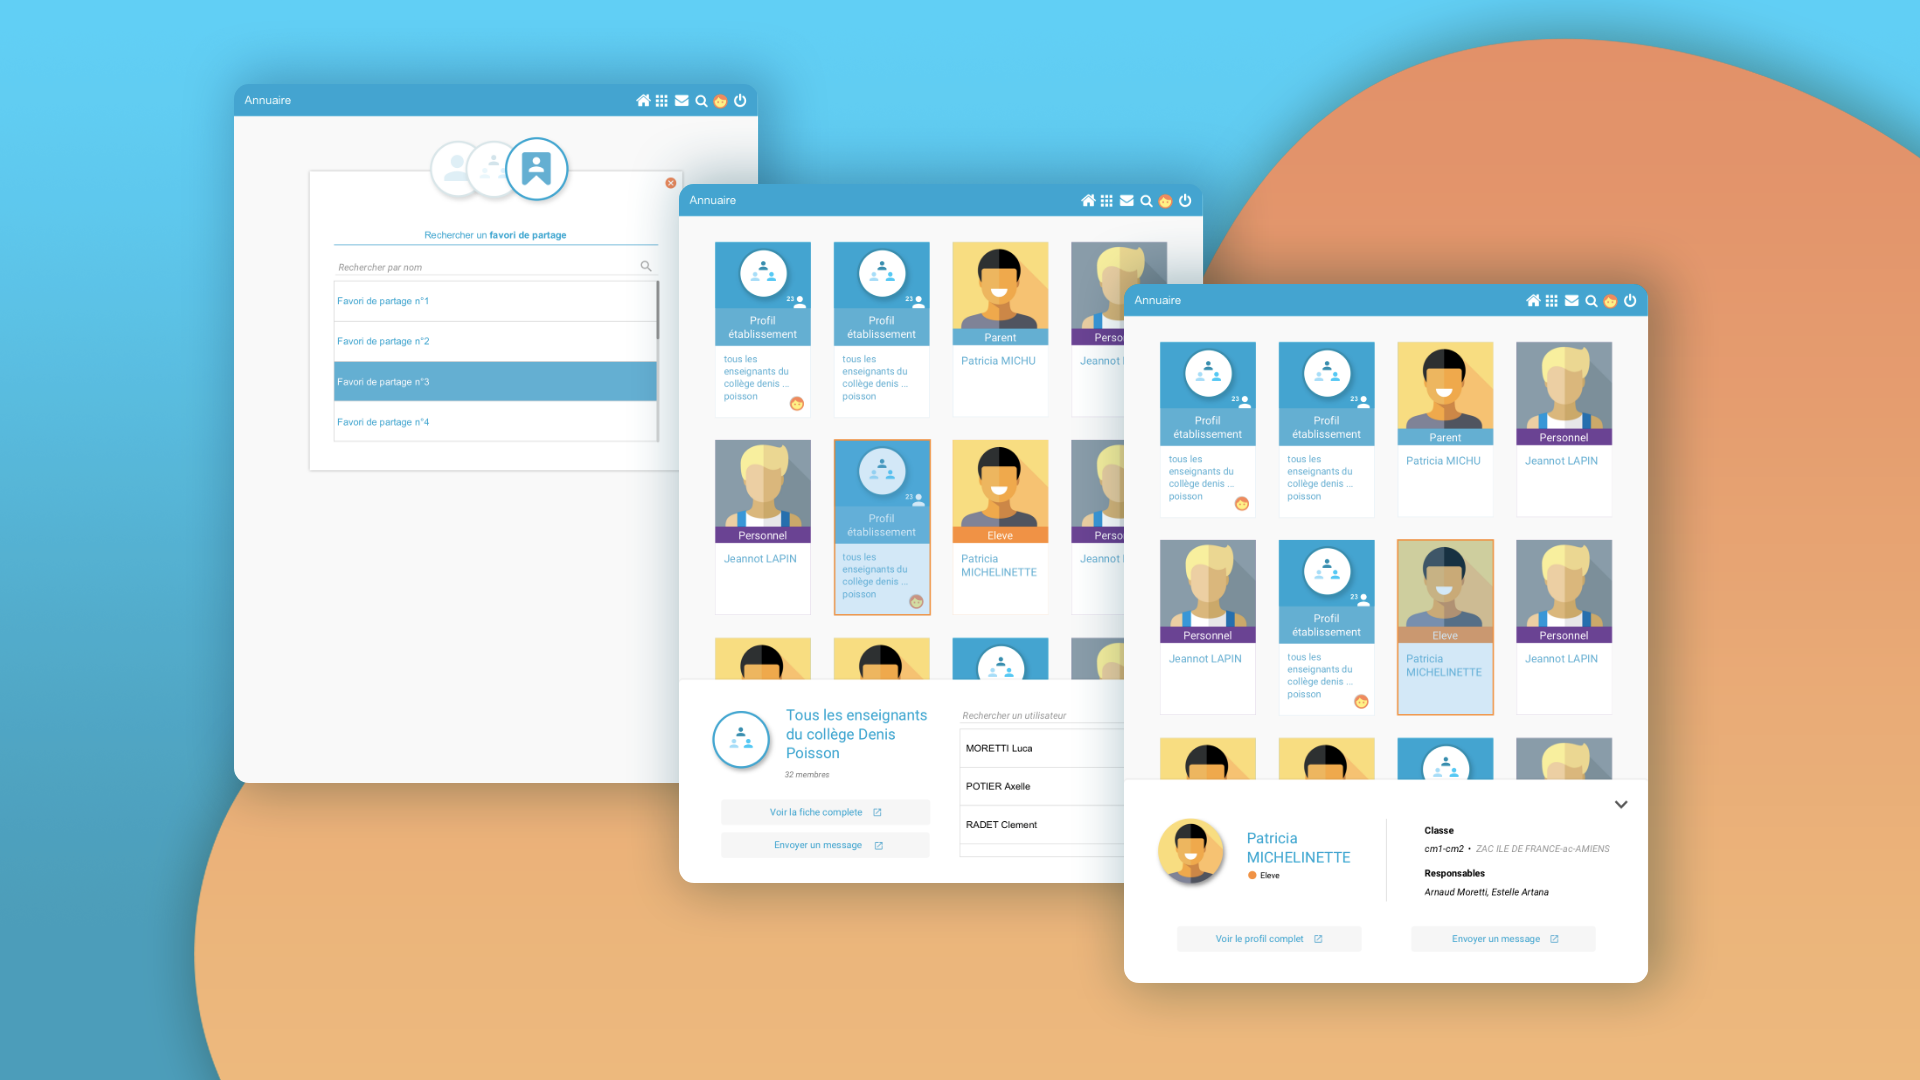 Annuaire
Rechercher un favori de partage
Rechercher par nom
Favori de partage n°1
Favori de partage n°2
Favori de partage n°3
Favori de partage n°4
Annuaire
23
Profil
établissement
tous les
enseignants du
collège denis ...
poisson
23
Profil
établissement
tous les
enseignants du
collège denis ...
poisson
Parent
Patricia MICHU
Perso
Jeannot
Personnel
Jeannot LAPIN
23
Profil
établissement
tous les
enseignants du
collège denis ...
poisson
Eleve
Patricia
MICHELINETTE
Perso
Jeannot
Tous les enseignants
du collège Denis
Poisson
32 membres
Voir la fiche complete
Envoyer un message
Rechercher un utilisateur
MORETTI Luca
POTIER Axelle
RADET Clement
Annuaire
23
Profil
établissement
tous les
enseignants du
collège denis ...
poisson
23
Profil
établissement
tous les
enseignants du
collège denis ...
poisson
Parent
Patricia MICHU
Personnel
Jeannot LAPIN
Personnel
Jeannot LAPIN
23
Profil
établissement
tous les
enseignants du
collège denis ...
poisson
Eleve
Patricia
MICHELINETTE
Personnel
Jeannot LAPIN
Patricia
MICHELINETTE
Eleve
Classe
cm1-cm2 • ZAC ILE DE FRANCE-ac-AMIENS
Responsables
Arnaud Moretti, Estelle Artana
Voir le profil complet
Envoyer un message